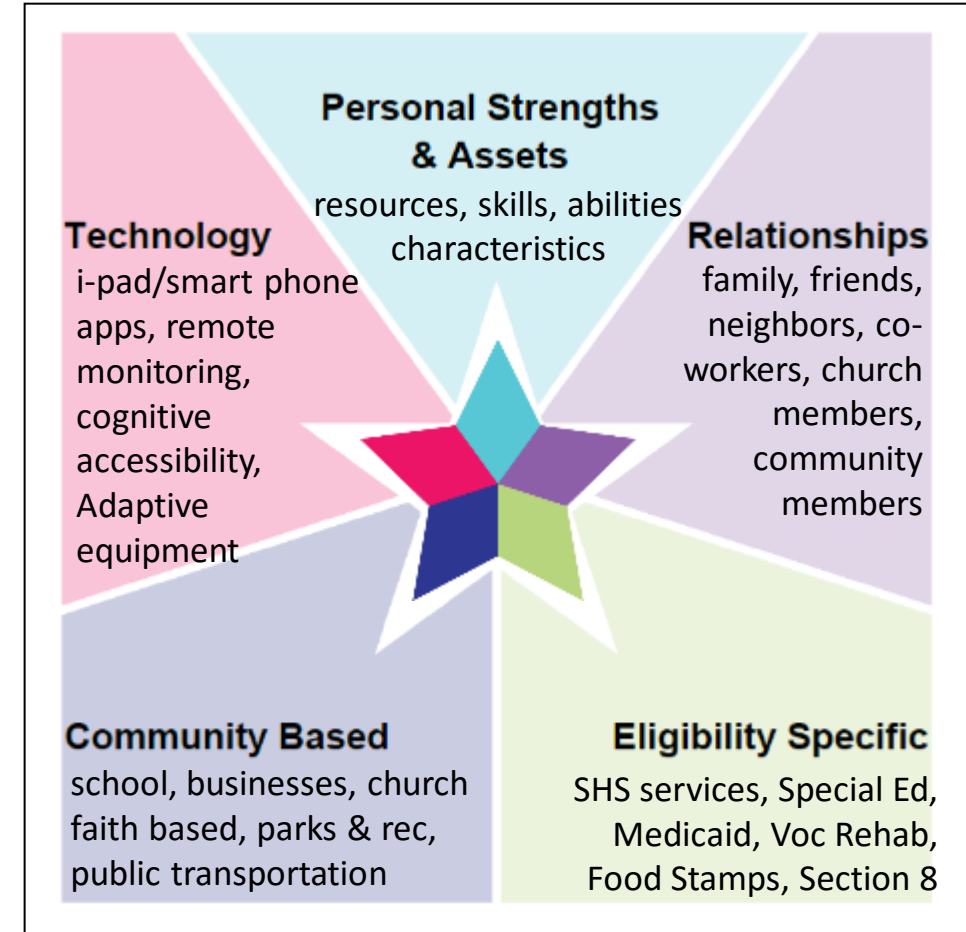 Personal Strengths
& Assets
resources, skills, abilities
characteristics
Technology
i-pad/smart phone
apps, remote
monitoring,
cognitive
accessibility,
Adaptive
equipment
Relationships
family, friends,
neighbors, co-
workers, church
members,
community
members
Community Based
school, businesses, church
faith based, parks & rec,
public transportation
Eligibility Specific
SHS services, Special Ed,
Medicaid, Voc Rehab,
Food Stamps, Section 8